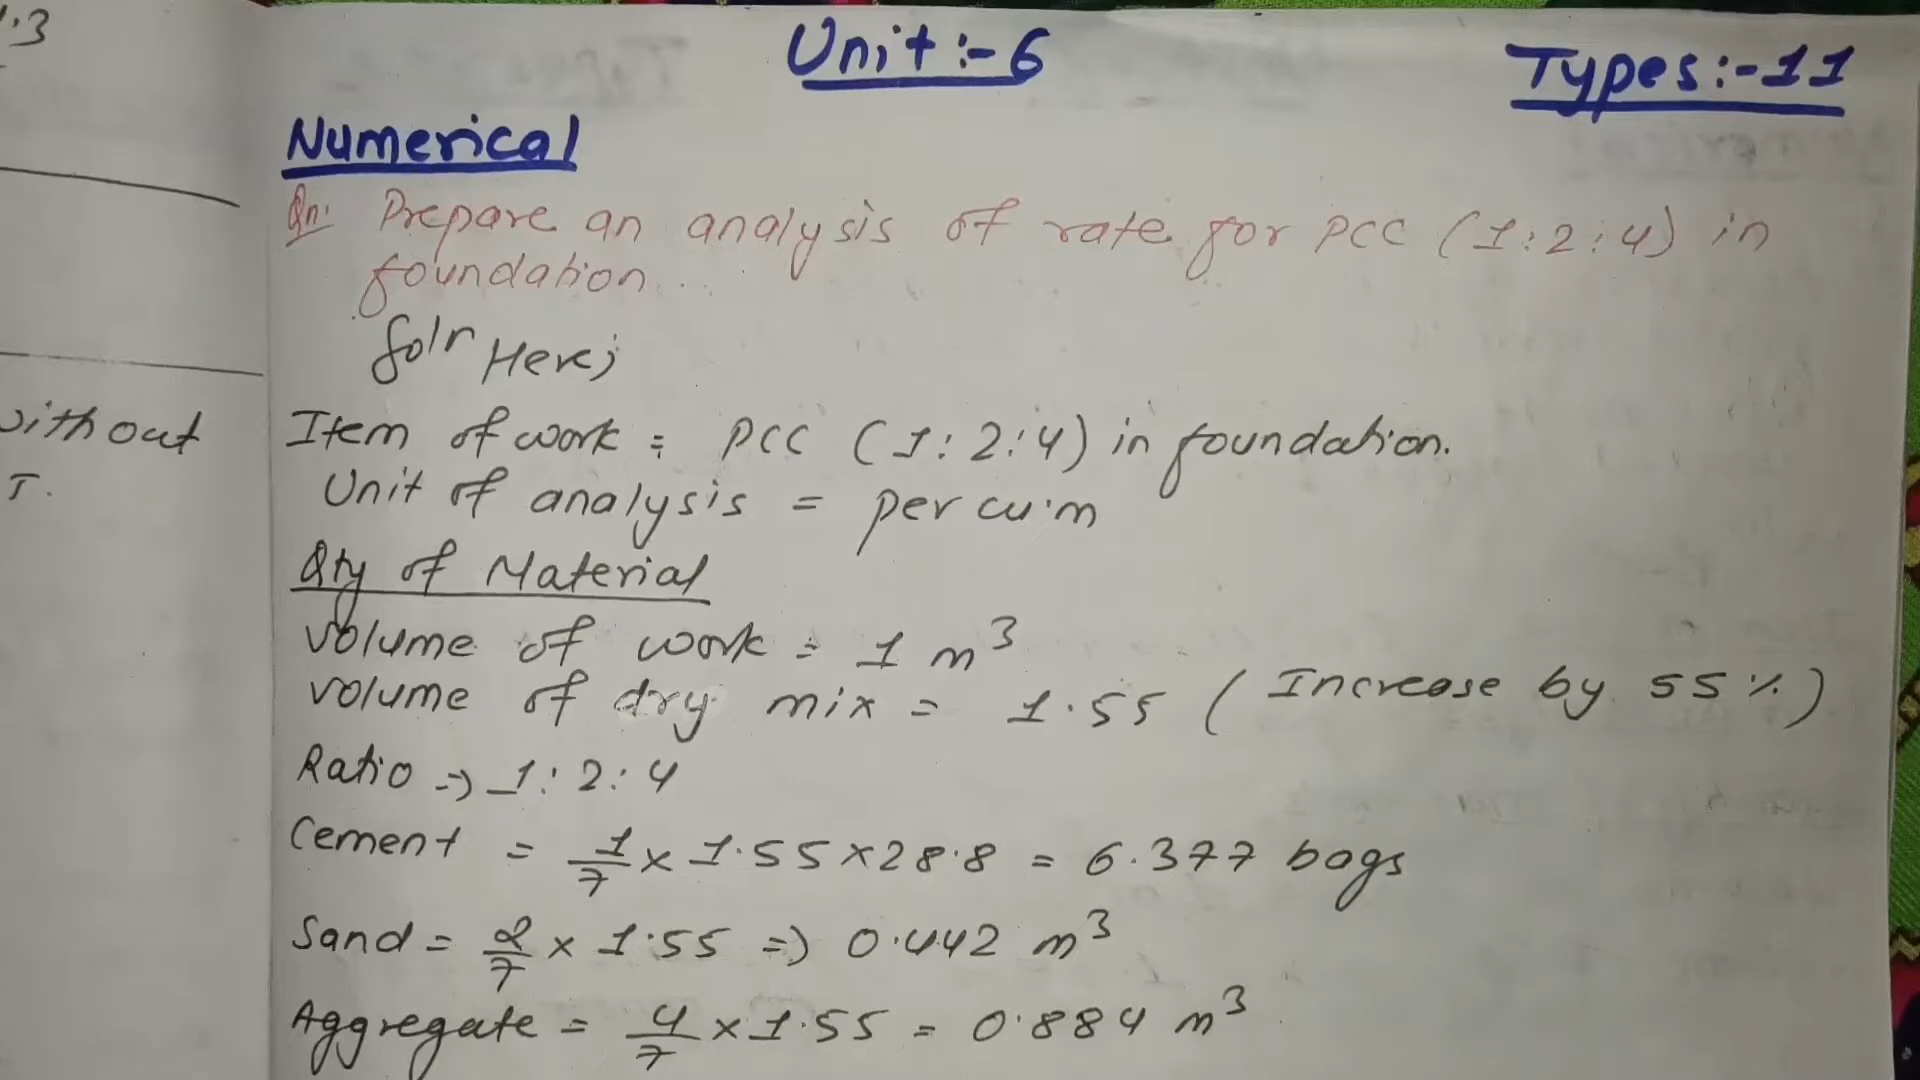 1.3
Unit:-6
Types:-11
Numerical
Qn: Prepare an analysis of rate for PCC (1:2:4) in
foundation.
Soln Here;
Item of work = PCC (1:2:4) in foundation.
without
Unit of analysis = per cu.m
T.
Qty of Material
Volume of work = 1 m³
Volume of dry mix = 1.55 (Increase by 55%)
Ratio => 1:2:4
Cement = 1/7 x 1.55 x 28.8 = 6.377 bags
Sand = 2/7 x 1.55 => 0.442 m³
Aggregate = 4/7 x 1.55 = 0.884 m³